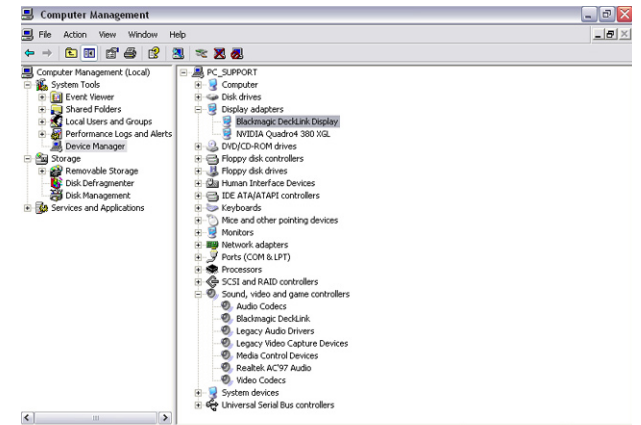 Computer Management
File Action View Window Help
Computer Management (Local)
System Tools
Event Viewer
Shared Folders
Local Users and Groups
Performance Logs and Alerts
Device Manager
Storage
Removable Storage
Disk Defragmenter
Disk Management
Services and Applications
PC_SUPPORT
Computer
Disk drives
Display adapters
Blackmagic DeckLink Display
NVIDIA Quadro4 380 XGL
DVD/CD-ROM drives
Floppy disk controllers
Floppy disk drives
Human Interface Devices
IDE ATA/ATAPI controllers
Keyboards
Mice and other pointing devices
Monitors
Network adapters
Ports (COM & LPT)
Processors
SCSI and RAID controllers
Sound, video and game controllers
Audio Codecs
Blackmagic DeckLink
Legacy Audio Drivers
Legacy Video Capture Devices
Media Control Devices
Realtek AC'97 Audio
Video Codecs
System devices
Universal Serial Bus controllers